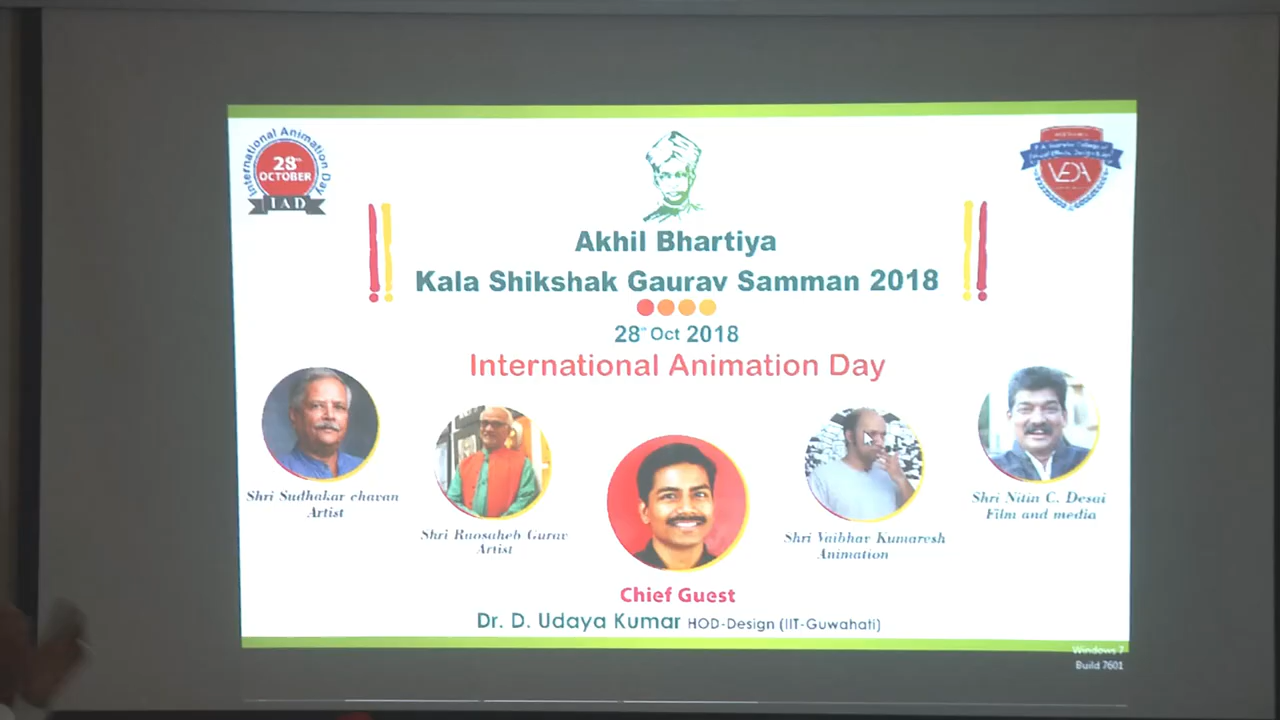 International Animation Day
28th
OCTOBER
IAD
VEDA
Akhil Bhartiya
Kala Shikshak Gaurav Samman 2018
28th Oct 2018
International Animation Day
Shri Sudhakar chavan
Artist
Shri Raosaheb Gurav
Artist
Shri Vaibhav Kumaresh
Animation
Shri Nitin C. Desai
Film and media
Chief Guest
Dr. D. Udaya Kumar HOD-Design (IIT-Guwahati)
Windows 7
Build 7601